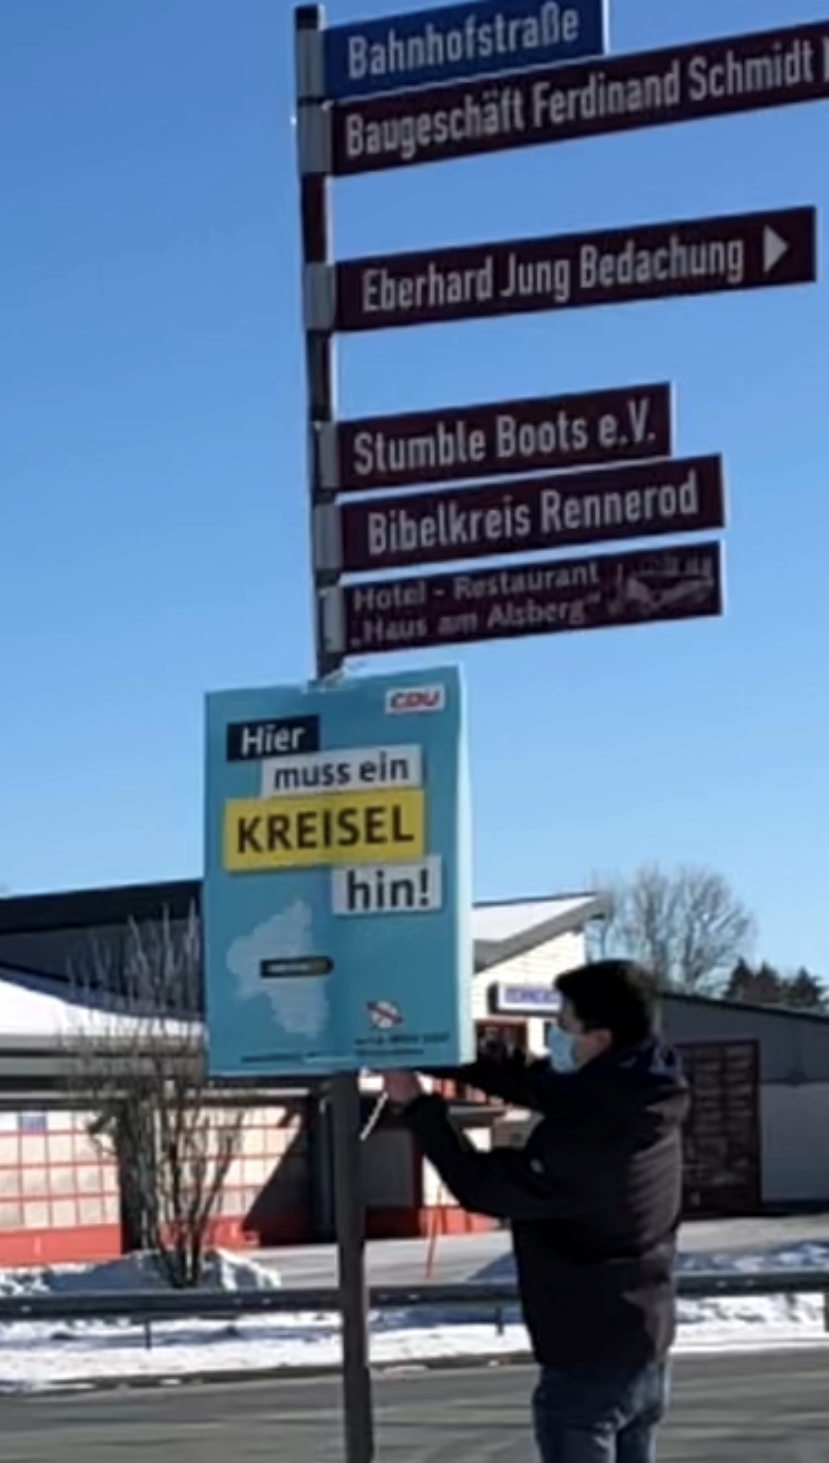 Bahnhofstraße
Baugeschäft Ferdinand Schmidt
Eberhard Jung Bedachung
Stumble Boots e.V.
Bibelkreis Rennerod
Hotel - Restaurant
„Haus am Alsberg“
CDU
Hier
muss ein
KREISEL
hin!